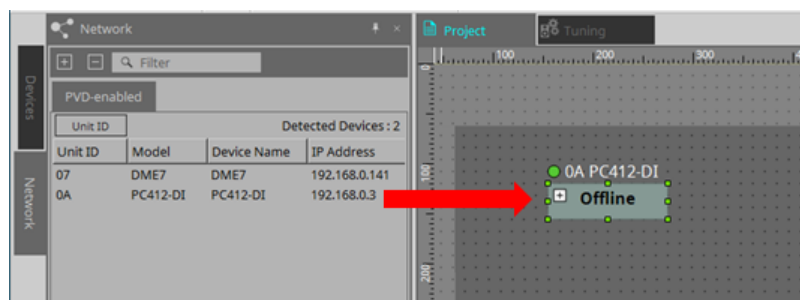 Network
Project
Tuning
Filter
100
200
300
0
Devices
PVD-enabled
Unit ID
Detected Devices : 2
Unit ID Model Device Name IP Address
07 DME7 DME7 192.168.0.141
0A PC412-DI PC412-DI 192.168.0.3
Network
100
0A PC412-DI
Offline
200